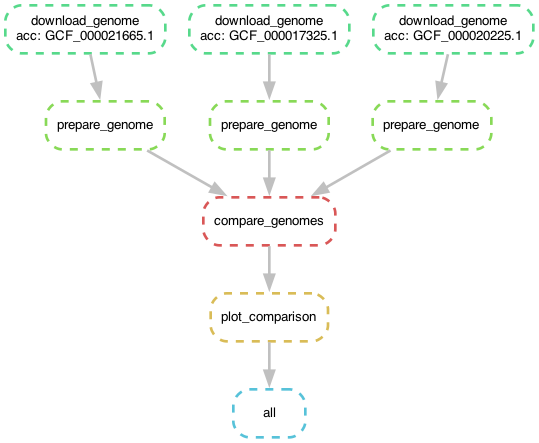 download_genome
acc: GCF_000021665.1
download_genome
acc: GCF_000017325.1
download_genome
acc: GCF_000020225.1
prepare_genome
prepare_genome
prepare_genome
compare_genomes
plot_comparison
all